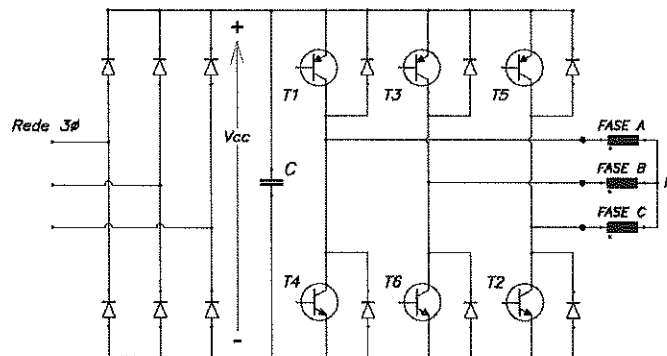 +
T1
T3
T5
Rede 3ø
Vcc
C
FASE A
FASE B
FASE C
T4
T6
T2
-